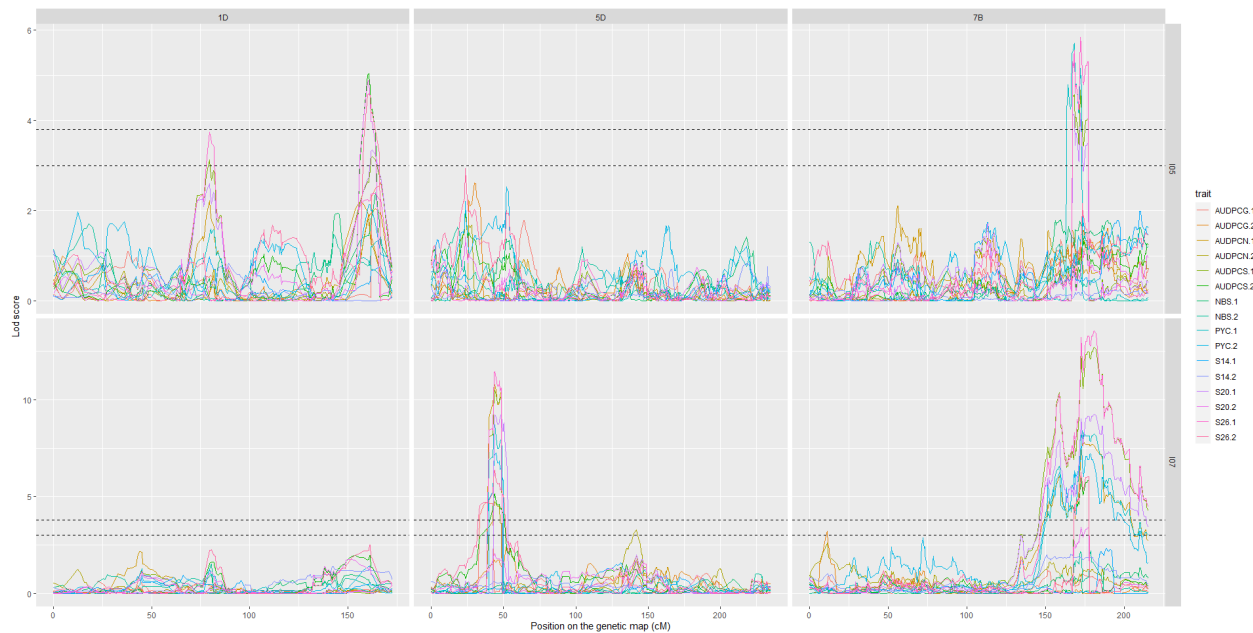 1D 5D 7B
6
4
2
0
I05
10
5
0
I07
0 50 100 150 0 50 100 150 200 0 50 100 150 200
Position on the genetic map (cM)
Lod score
trait
AUDPCG.1
AUDPCG.2
AUDPCN.1
AUDPCN.2
AUDPCS.1
AUDPCS.2
NBS.1
NBS.2
PYC.1
PYC.2
S14.1
S14.2
S20.1
S20.2
S26.1
S26.2